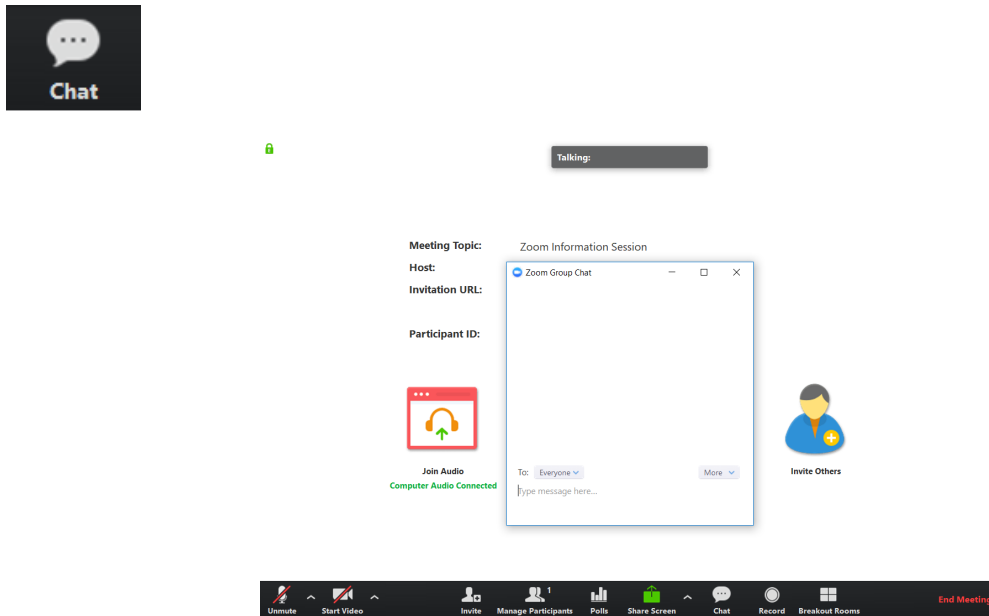 Chat
Talking:
Meeting Topic: Zoom Information Session
Host:
Zoom Group Chat
Invitation URL:
Participant ID:
To: Everyone More
Type message here...
Join Audio
Computer Audio Connected
Invite Others
1
Unmute Start Video Invite Manage Participants Polls Share Screen Chat Record Breakout Rooms End Meeting